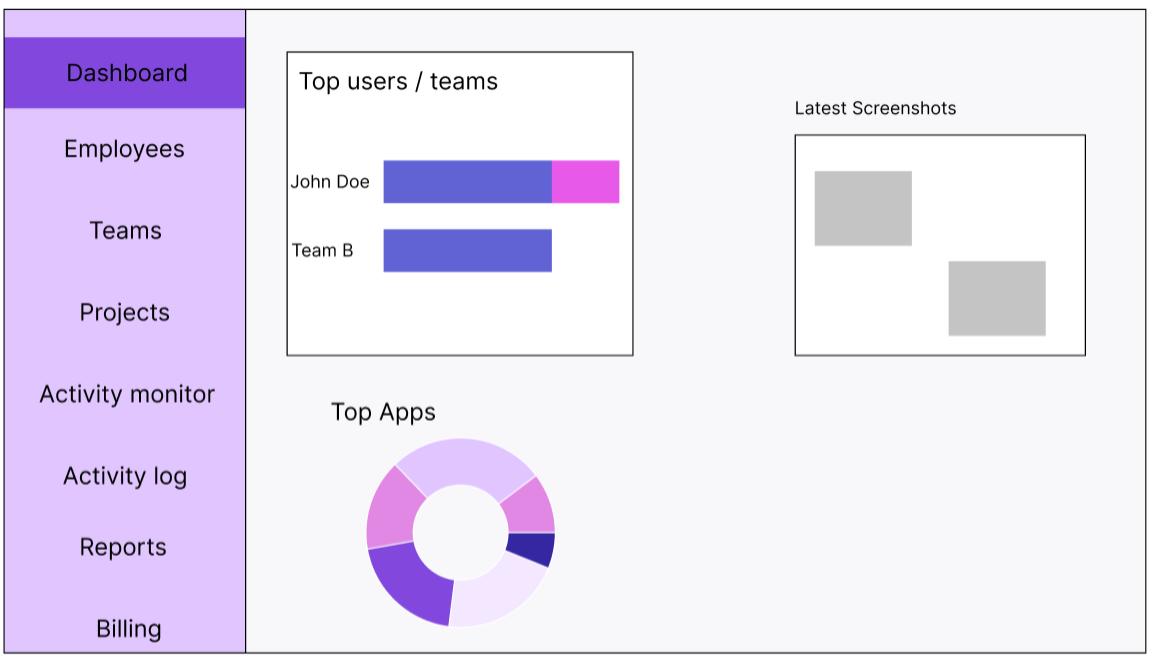 Dashboard
Employees
Teams
Projects
Activity monitor
Activity log
Reports
Billing
Top users / teams
John Doe
Team B
Latest Screenshots
Top Apps